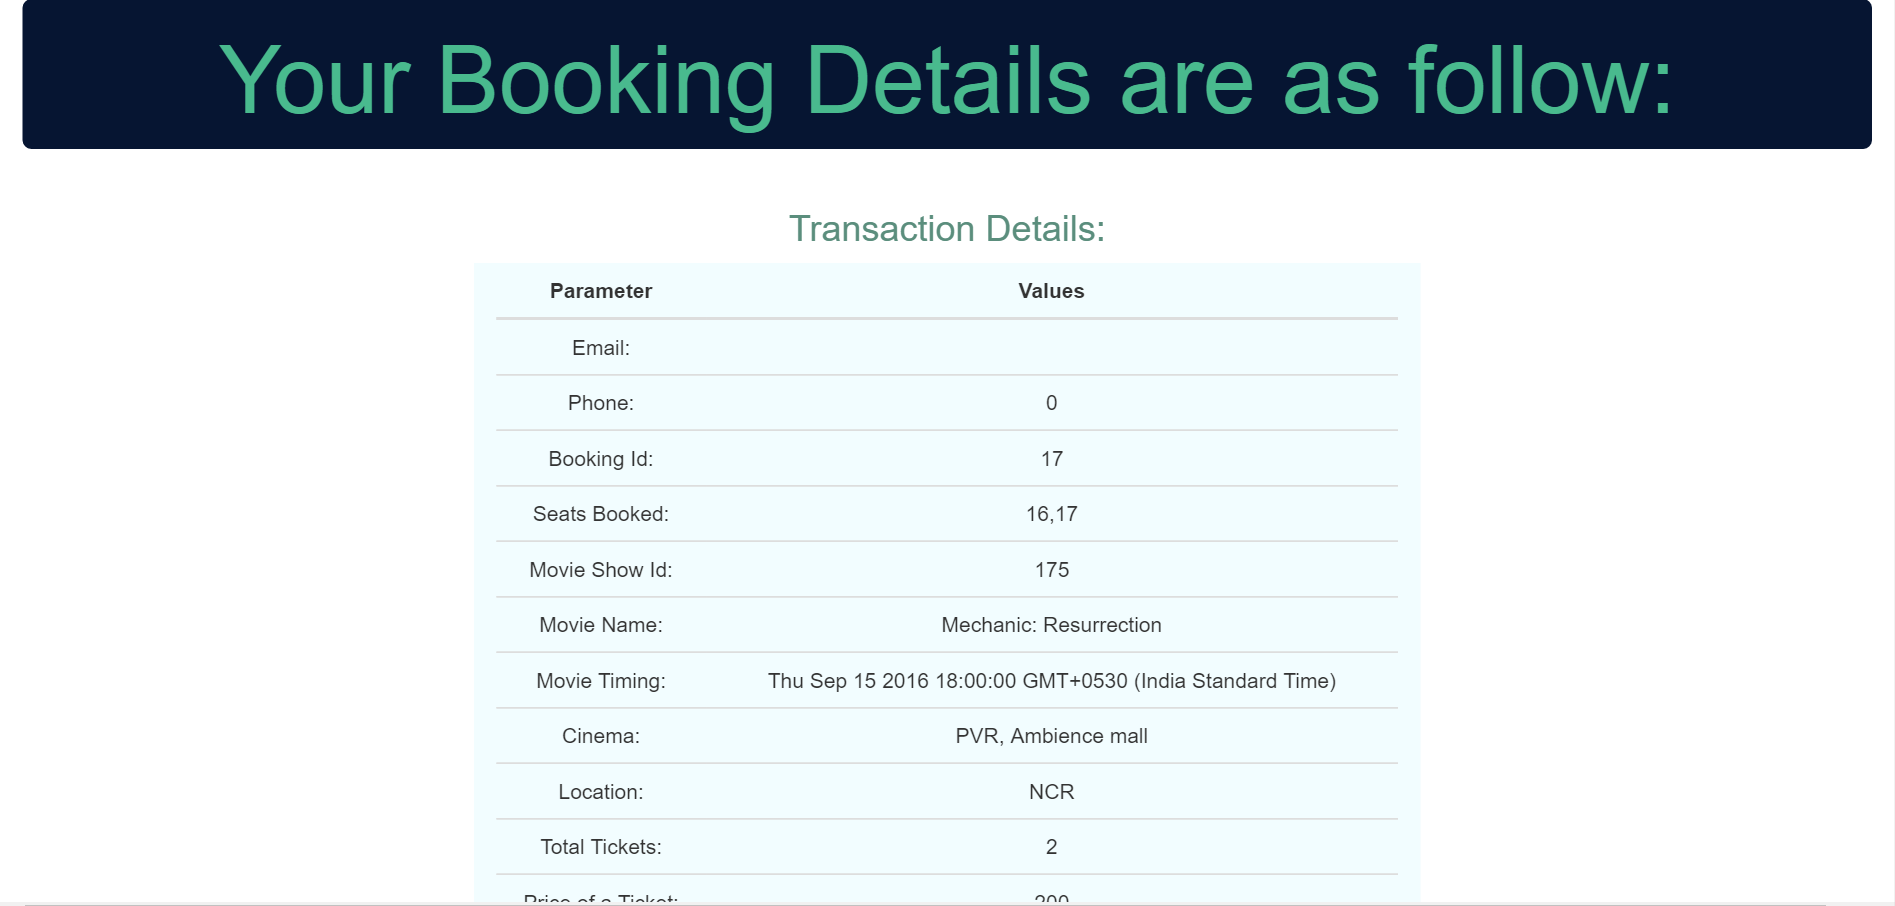 Your Booking Details are as follow:
Transaction Details:
Parameter Values
Email:
Phone: 0
Booking Id: 17
Seats Booked: 16,17
Movie Show Id: 175
Movie Name: Mechanic: Resurrection
Movie Timing: Thu Sep 15 2016 18:00:00 GMT+0530 (India Standard Time)
Cinema: PVR, Ambience mall
Location: NCR
Total Tickets: 2
Price of a Ticket: 200